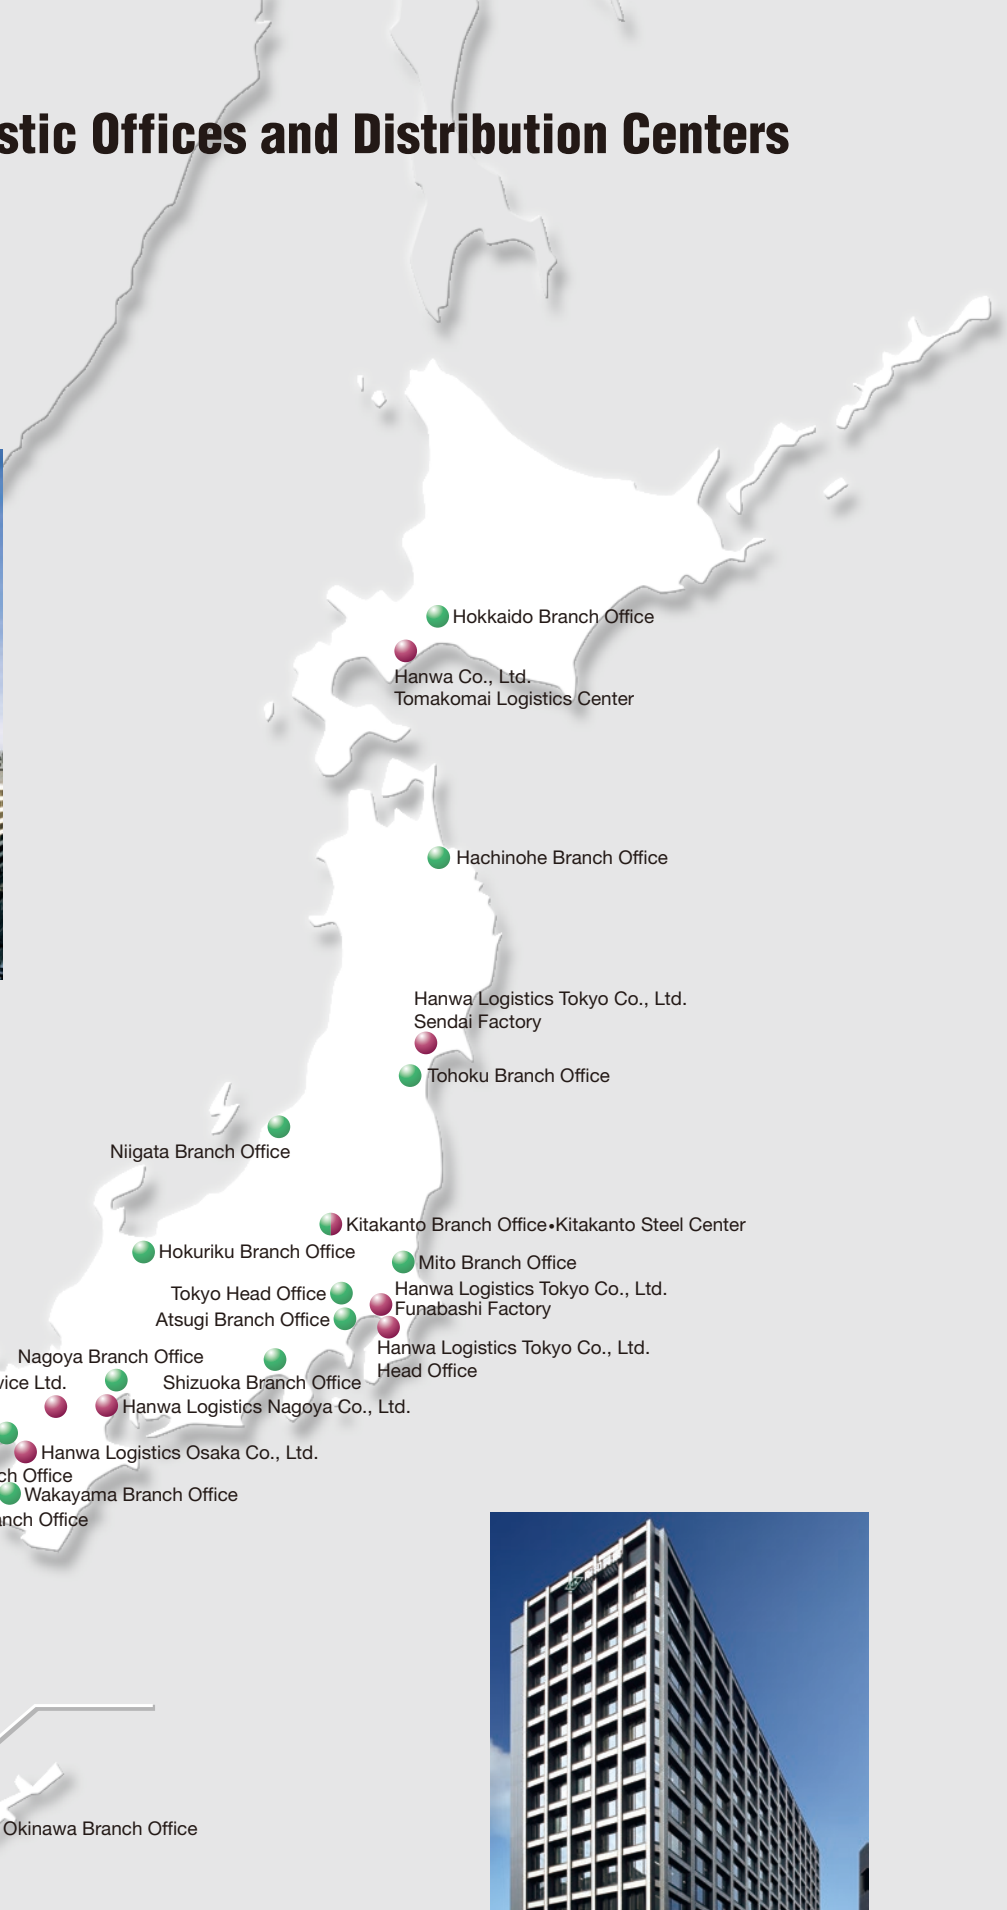 stic Offices and Distribution Centers
Hokkaido Branch Office
Hanwa Co., Ltd.
Tomakomai Logistics Center
Hachinohe Branch Office
Hanwa Logistics Tokyo Co., Ltd.
Sendai Factory
Tohoku Branch Office
Niigata Branch Office
Kitakanto Branch Office•Kitakanto Steel Center
Hokuriku Branch Office
Mito Branch Office
Tokyo Head Office
Hanwa Logistics Tokyo Co., Ltd.
Funabashi Factory
Atsugi Branch Office
Hanwa Logistics Tokyo Co., Ltd.
Head Office
Nagoya Branch Office
Shizuoka Branch Office
vice Ltd.
Hanwa Logistics Nagoya Co., Ltd.
Hanwa Logistics Osaka Co., Ltd.
ch Office
Wakayama Branch Office
anch Office
Okinawa Branch Office